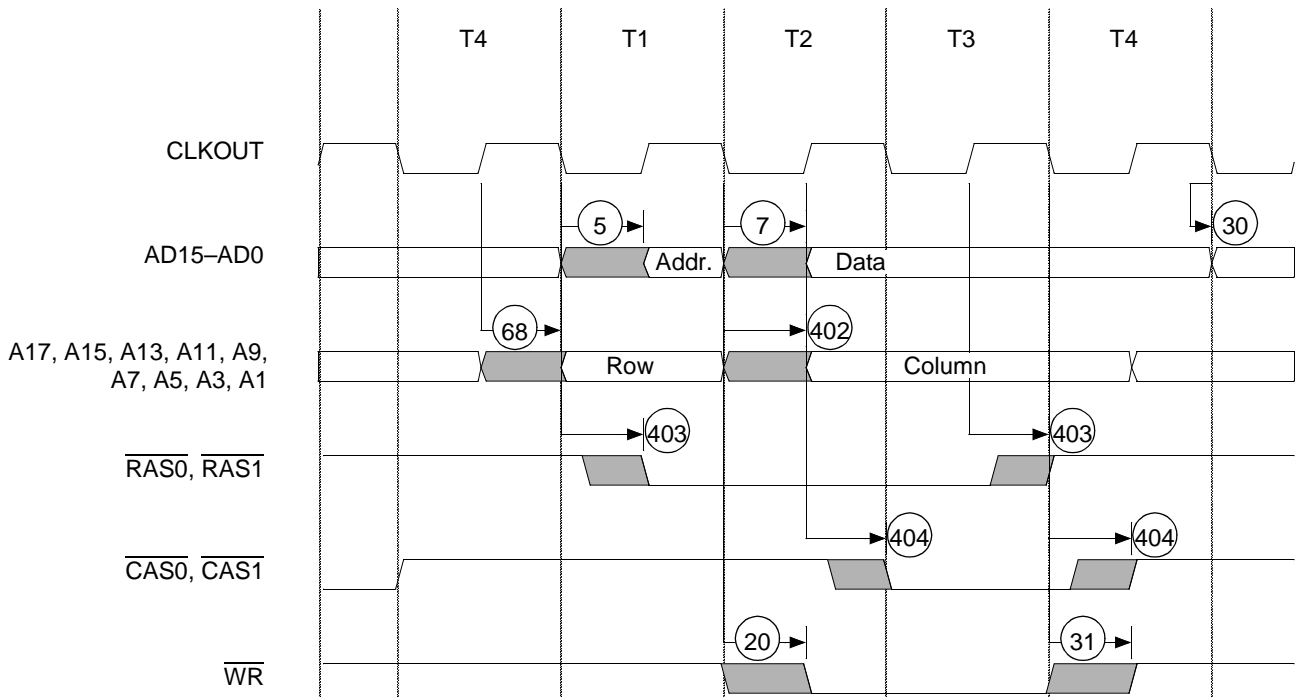 T4 T1 T2 T3 T4
CLKOUT
5 7 30
AD15–AD0 Addr. Data
68 402
A17, A15, A13, A11, A9,
A7, A5, A3, A1
Row Column
403 403
RAS0, RAS1
404 404
CAS0, CAS1
20 31
WR